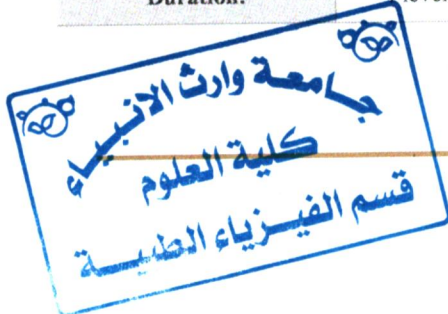 Duration:
جامعة وارث الانبياء
كلية العلوم
قسم الفيزياء الطبية